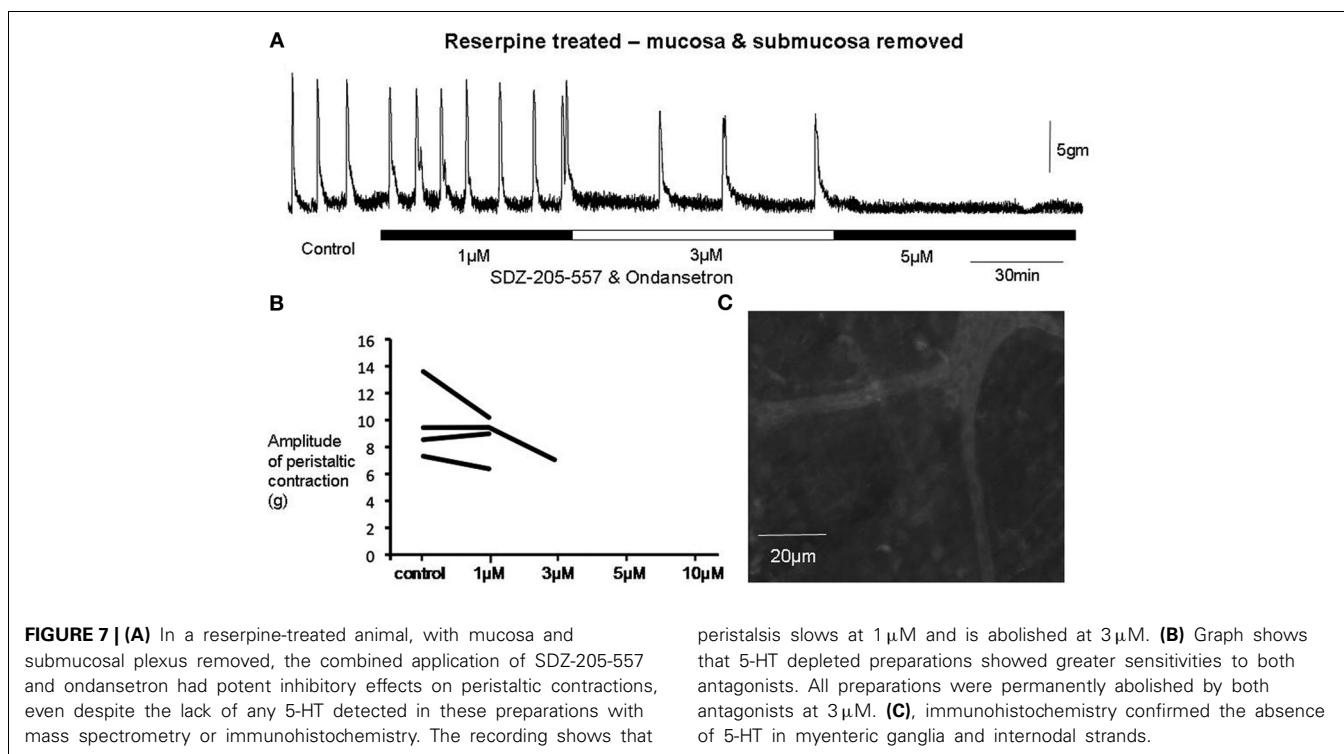 A
Reserpine treated – mucosa & submucosa removed
5gm
Control
1µM
3µM
5µM
SDZ-205-557 & Ondansetron
30min
B
16
14
12
10
8
6
4
2
0
Amplitude
of peristaltic
contraction
(g)
control
1µM
3µM
5µM
10µM
C
20µm
FIGURE 7 | (A) In a reserpine-treated animal, with mucosa and
submucosal plexus removed, the combined application of SDZ-205-557
and ondansetron had potent inhibitory effects on peristaltic contractions,
even despite the lack of any 5-HT detected in these preparations with
mass spectrometry or immunohistochemistry. The recording shows that
peristalsis slows at 1 µM and is abolished at 3 µM. (B) Graph shows
that 5-HT depleted preparations showed greater sensitivities to both
antagonists. All preparations were permanently abolished by both
antagonists at 3 µM. (C), immunohistochemistry confirmed the absence
of 5-HT in myenteric ganglia and internodal strands.